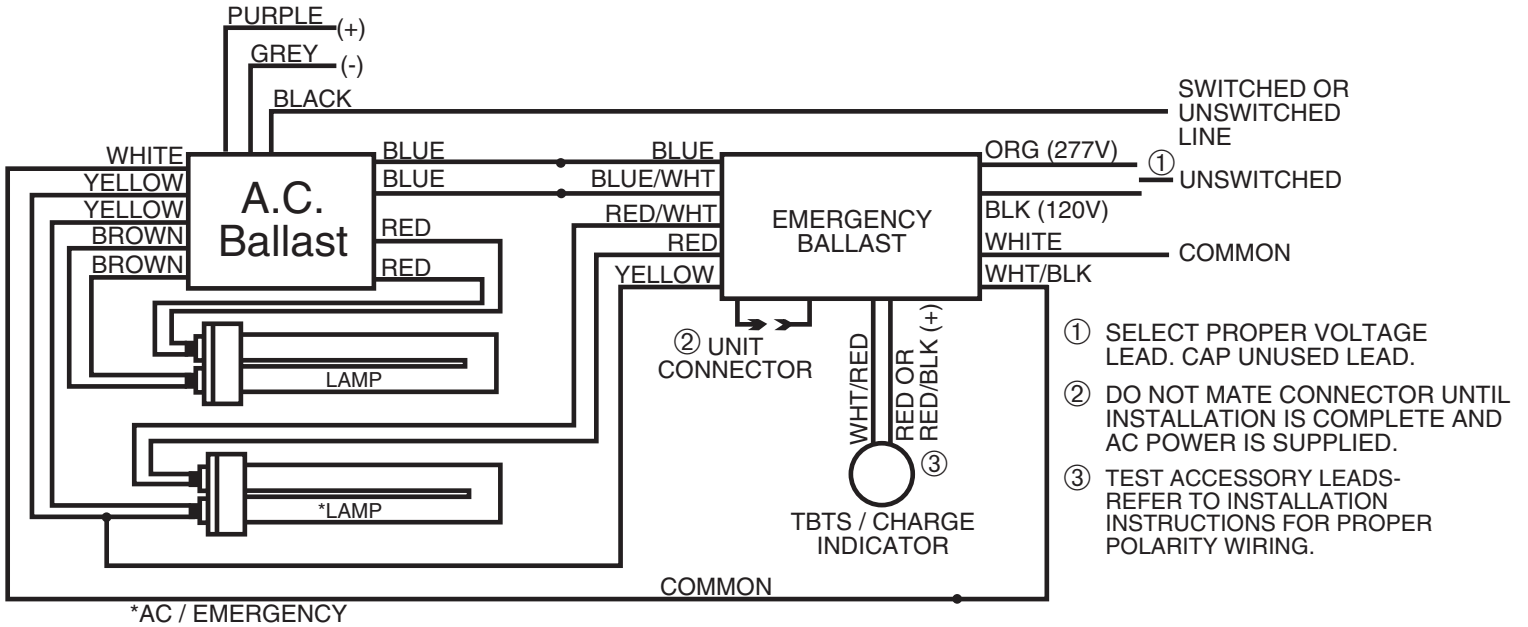 PURPLE
(+)
GREY
(-)
BLACK
SWITCHED OR
UNSWITCHED
LINE
WHITE
YELLOW
YELLOW
BROWN
BROWN
A.C.
Ballast
BLUE
BLUE
RED
RED
BLUE
BLUE/WHT
RED/WHT
RED
YELLOW
EMERGENCY
BALLAST
ORG (277V)
① UNSWITCHED
BLK (120V)
WHITE
COMMON
WHT/BLK
LAMP
*LAMP
② UNIT
CONNECTOR
WHT/RED
RED OR
RED/BLK (+)
③
TBTS / CHARGE
INDICATOR
① SELECT PROPER VOLTAGE
LEAD. CAP UNUSED LEAD.
② DO NOT MATE CONNECTOR UNTIL
INSTALLATION IS COMPLETE AND
AC POWER IS SUPPLIED.
③ TEST ACCESSORY LEADS-
REFER TO INSTALLATION
INSTRUCTIONS FOR PROPER
POLARITY WIRING.
COMMON
*AC / EMERGENCY